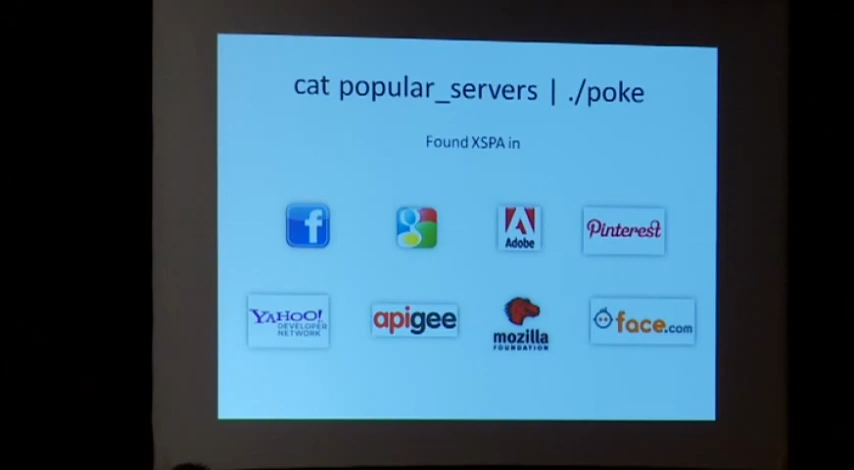 cat popular_servers | ./poke
Found XSPA in
f
g
Adobe
Pinterest
YAHOO!
DEVELOPER
NETWORK
apigee
mozilla
FOUNDATION
face.com